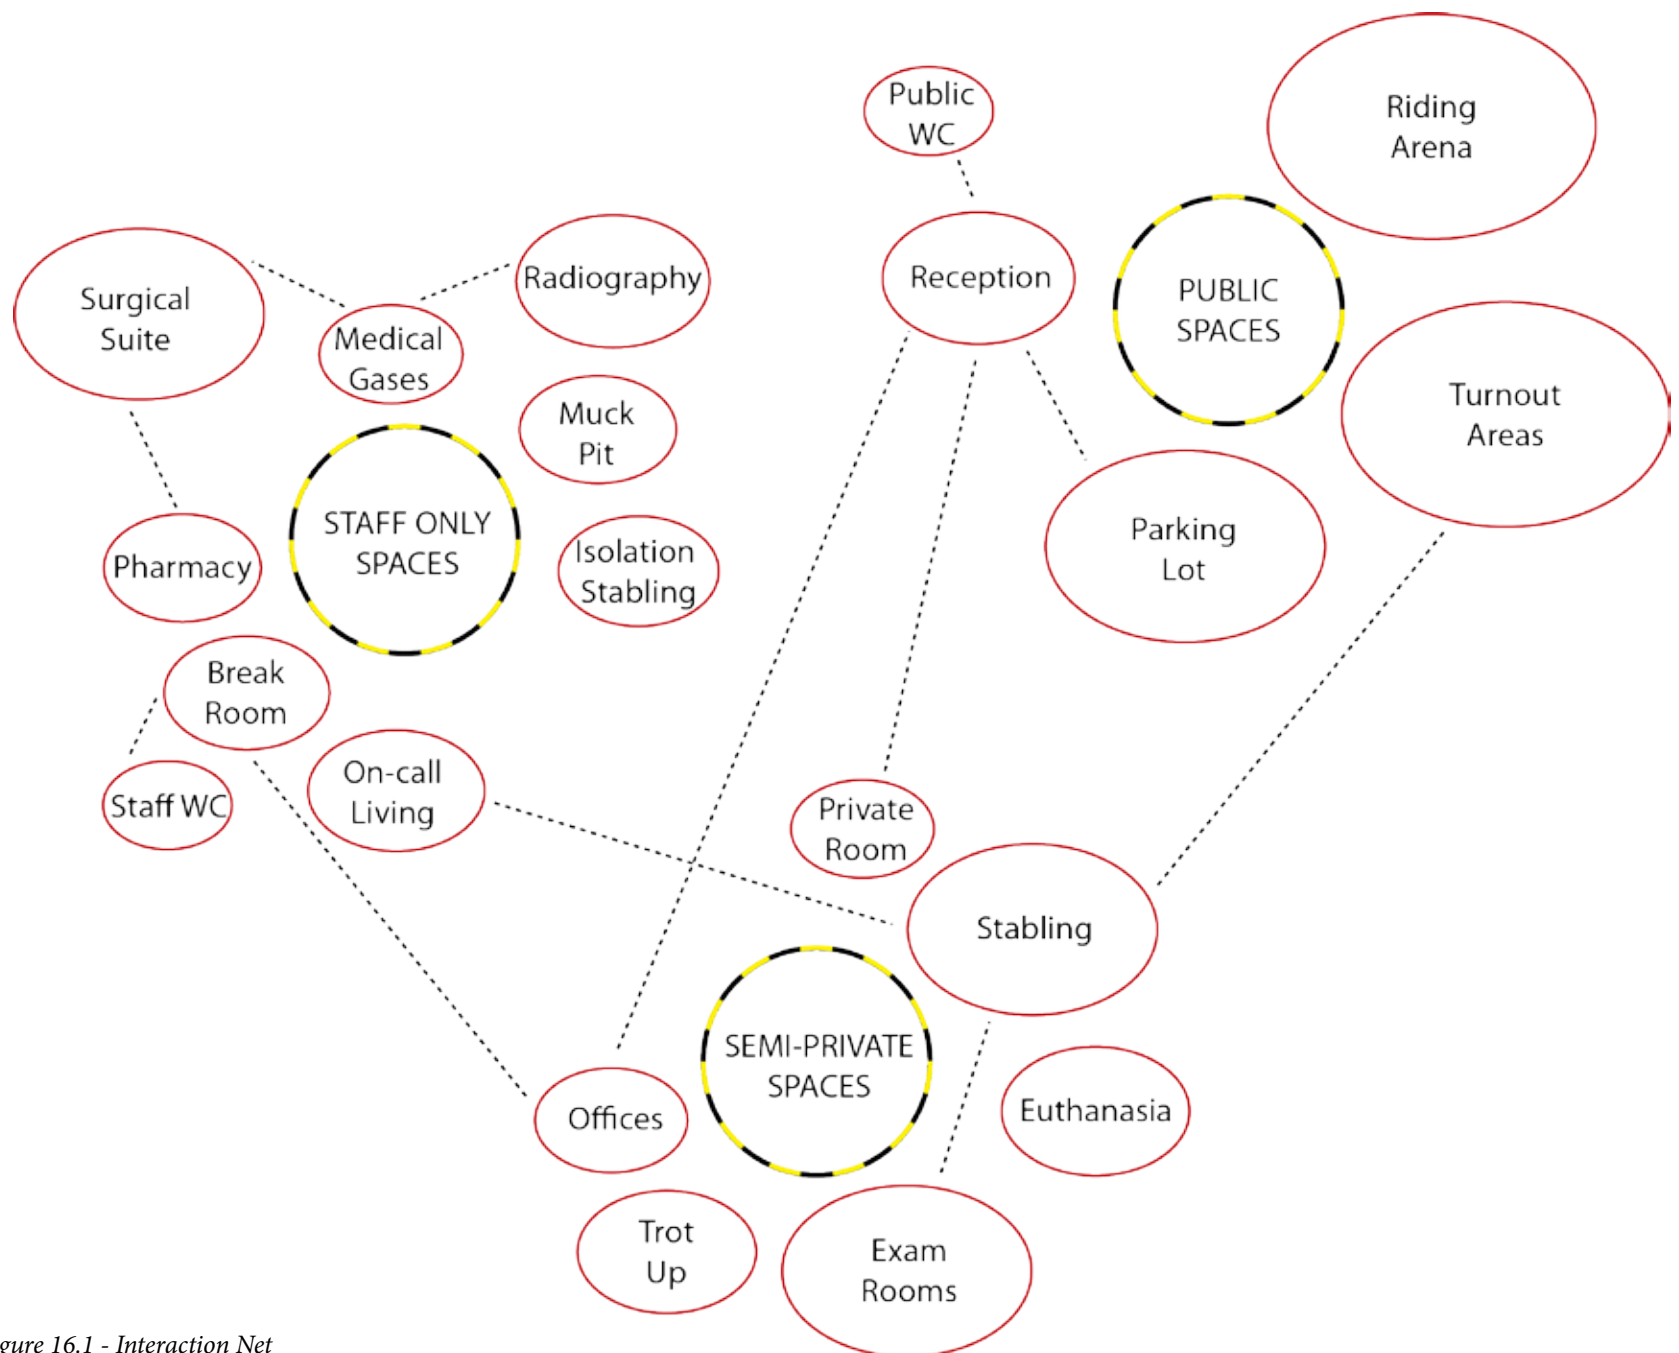 Public
WC
Riding
Arena
Reception
PUBLIC
SPACES
Turnout
Areas
Parking
Lot
Surgical
Suite
Medical
Gases
Radiography
Muck
Pit
STAFF ONLY
SPACES
Isolation
Stabling
Pharmacy
Break
Room
Staff WC
On-call
Living
Private
Room
Stabling
SEMI-PRIVATE
SPACES
Offices
Euthanasia
Trot
Up
Exam
Rooms
gure 16.1 - Interaction Net